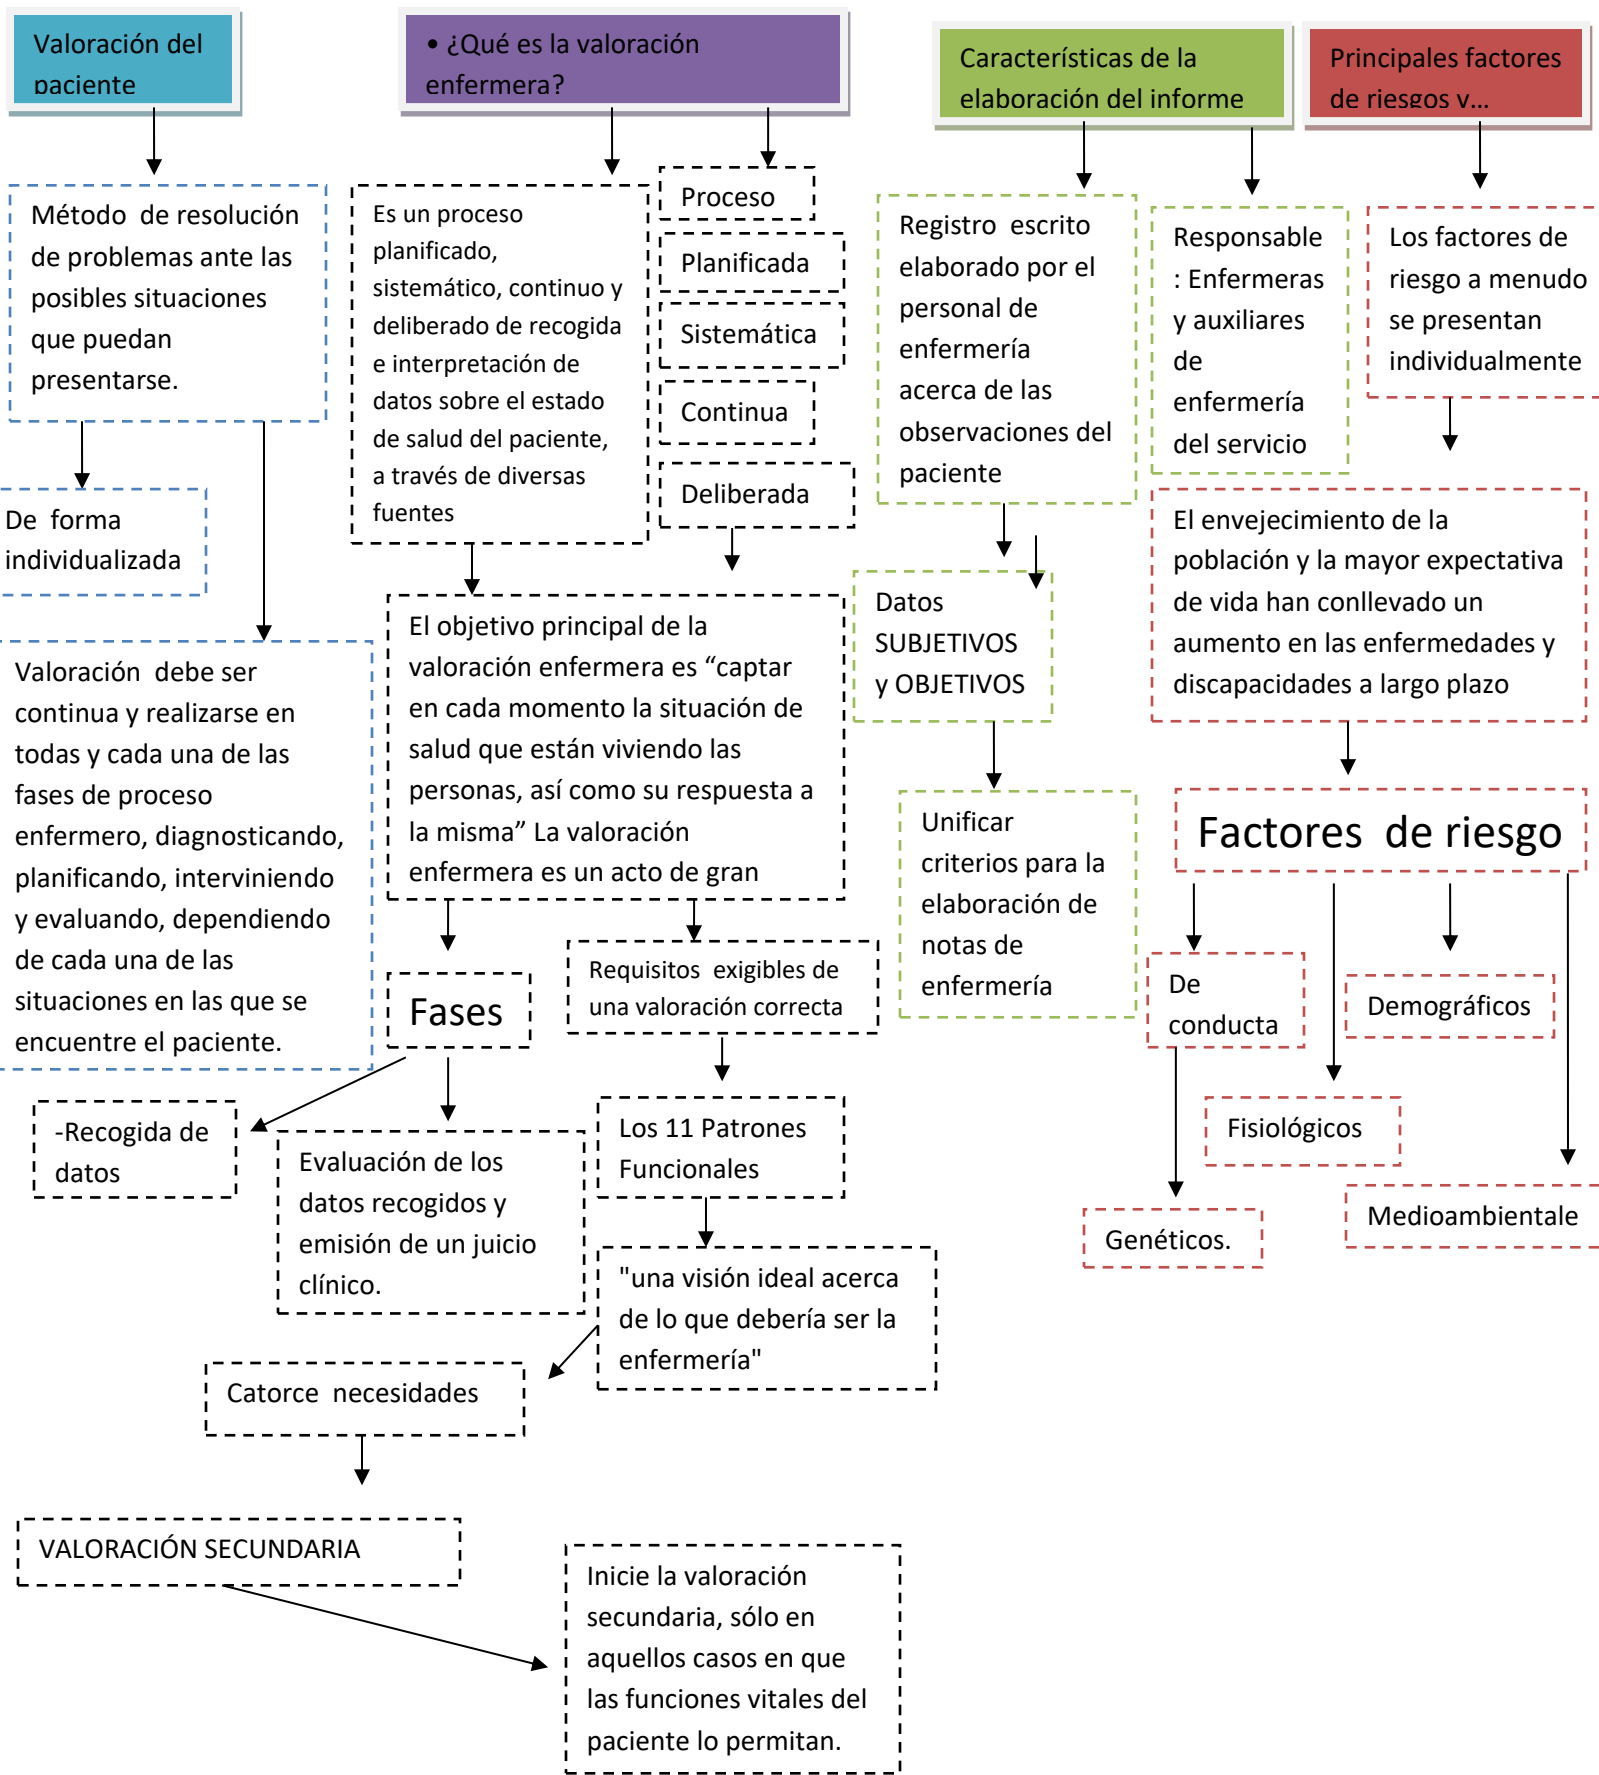 Valoración del
paciente
• ¿Qué es la valoración
enfermera?
Características de la
elaboración del informe
Principales factores
de riesgos y...
Método de resolución
de problemas ante las
posibles situaciones
que puedan
presentarse.
De forma
individualizada
Valoración debe ser
continua y realizarse en
todas y cada una de las
fases de proceso
enfermero, diagnosticando,
planificando, interviniendo
y evaluando, dependiendo
de cada una de las
situaciones en las que se
encuentre el paciente.
Es un proceso
planificado,
sistemático, continuo y
deliberado de recogida
e interpretación de
datos sobre el estado
de salud del paciente,
a través de diversas
fuentes
Proceso
Planificada
Sistemática
Continua
Deliberada
El objetivo principal de la
valoración enfermera es “captar
en cada momento la situación de
salud que están viviendo las
personas, así como su respuesta a
la misma” La valoración
enfermera es un acto de gran
Fases
Requisitos exigibles de
una valoración correcta
-Recogida de
datos
Evaluación de los
datos recogidos y
emisión de un juicio
clínico.
Los 11 Patrones
Funcionales
"una visión ideal acerca
de lo que debería ser la
enfermería"
Catorce necesidades
VALORACIÓN SECUNDARIA
Inicie la valoración
secundaria, sólo en
aquellos casos en que
las funciones vitales del
paciente lo permitan.
Registro escrito
elaborado por el
personal de
enfermería
acerca de las
observaciones del
paciente
Responsable
: Enfermeras
y auxiliares
de
enfermería
del servicio
Datos
SUBJETIVOS
y OBJETIVOS
Unificar
criterios para la
elaboración de
notas de
enfermería
Los factores de
riesgo a menudo
se presentan
individualmente
El envejecimiento de la
población y la mayor expectativa
de vida han conllevado un
aumento en las enfermedades y
discapacidades a largo plazo
Factores de riesgo
De
conducta
Demográficos
Fisiológicos
Genéticos.
Medioambientale